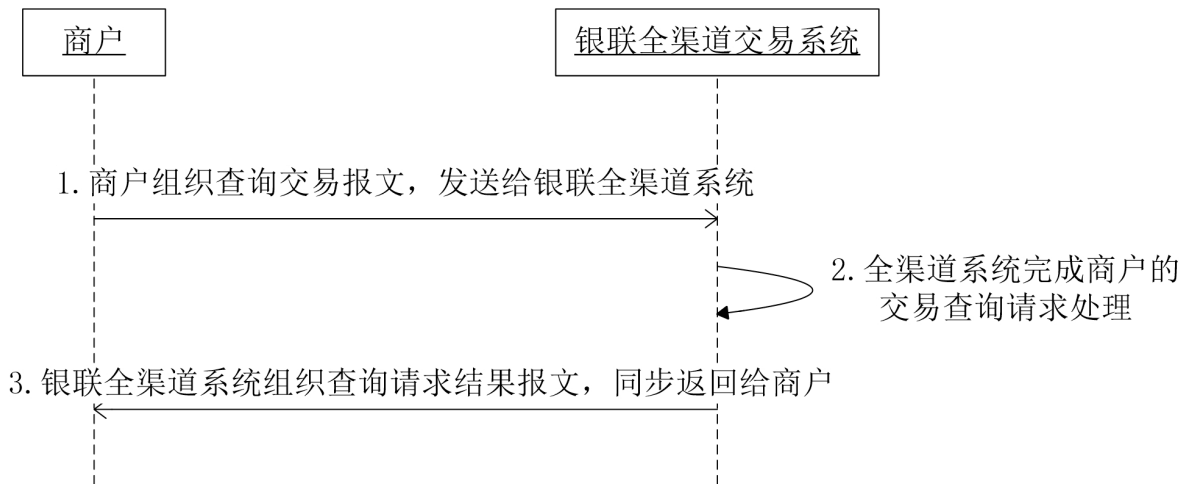 商户
银联全渠道交易系统
1.商户组织查询交易报文，发送给银联全渠道系统
2.全渠道系统完成商户的
交易查询请求处理
3.银联全渠道系统组织查询请求结果报文，同步返回给商户